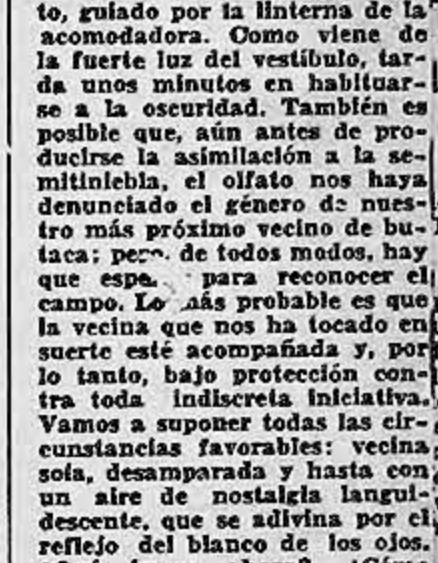 to, guiado por la linterna de la
acomodadora. Como viene de
la fuerte luz del vestíbulo, tar-
da unos minutos en habituar-
se a la oscuridad. También es
posible que, aún antes de pro-
ducirse la asimilación a la se-
mitiniebla, el olfato nos haya
denunciado el género de nues-
tro más próximo vecino de bu-
taca; de todos modos, hay
que para reconocer el
campo. Lo más probable es que
la vecina que nos ha tocado en
suerte esté acompañada y, por
lo tanto, bajo protección con-
tra toda indiscreta iniciativa.
Vamos a suponer todas las cir-
cunstancias favorables: vecina
sola, desamparada y hasta con
un aire de nostalgia langui-
descente, que se adivina por el
reflejo del blanco de los ojos.